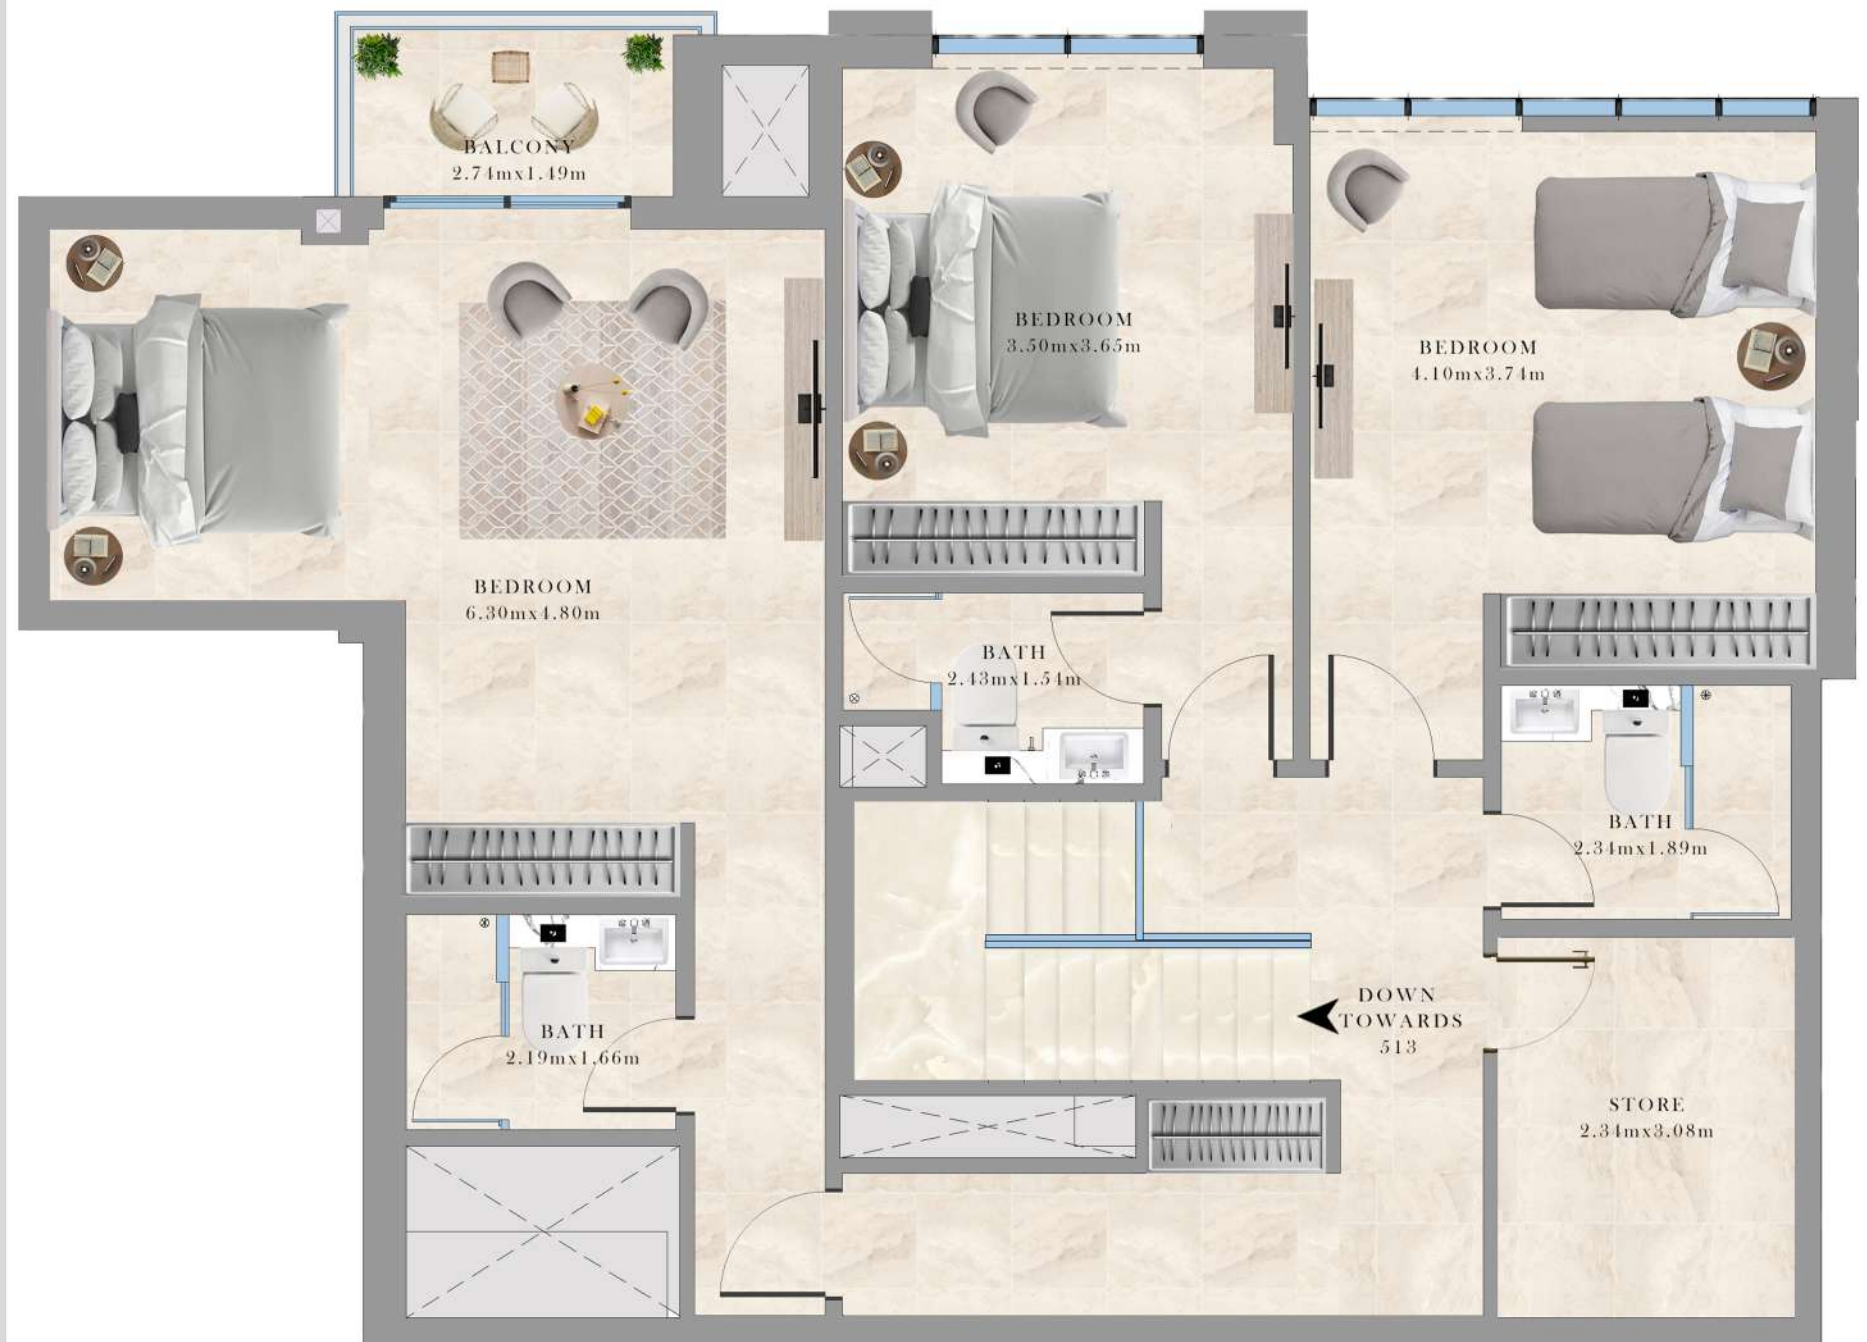 BALCONY
2.74mx1.49m
BEDROOM
3.50mx3.65m
BEDROOM
4.10mx3.74m
BEDROOM
6.30mx4.80m
BATH
2.43mx1.54m
BATH
2.34mx1.89m
BATH
2.19mx1.66m
DOWN
TOWARDS
513
STORE
2.34mx3.08m